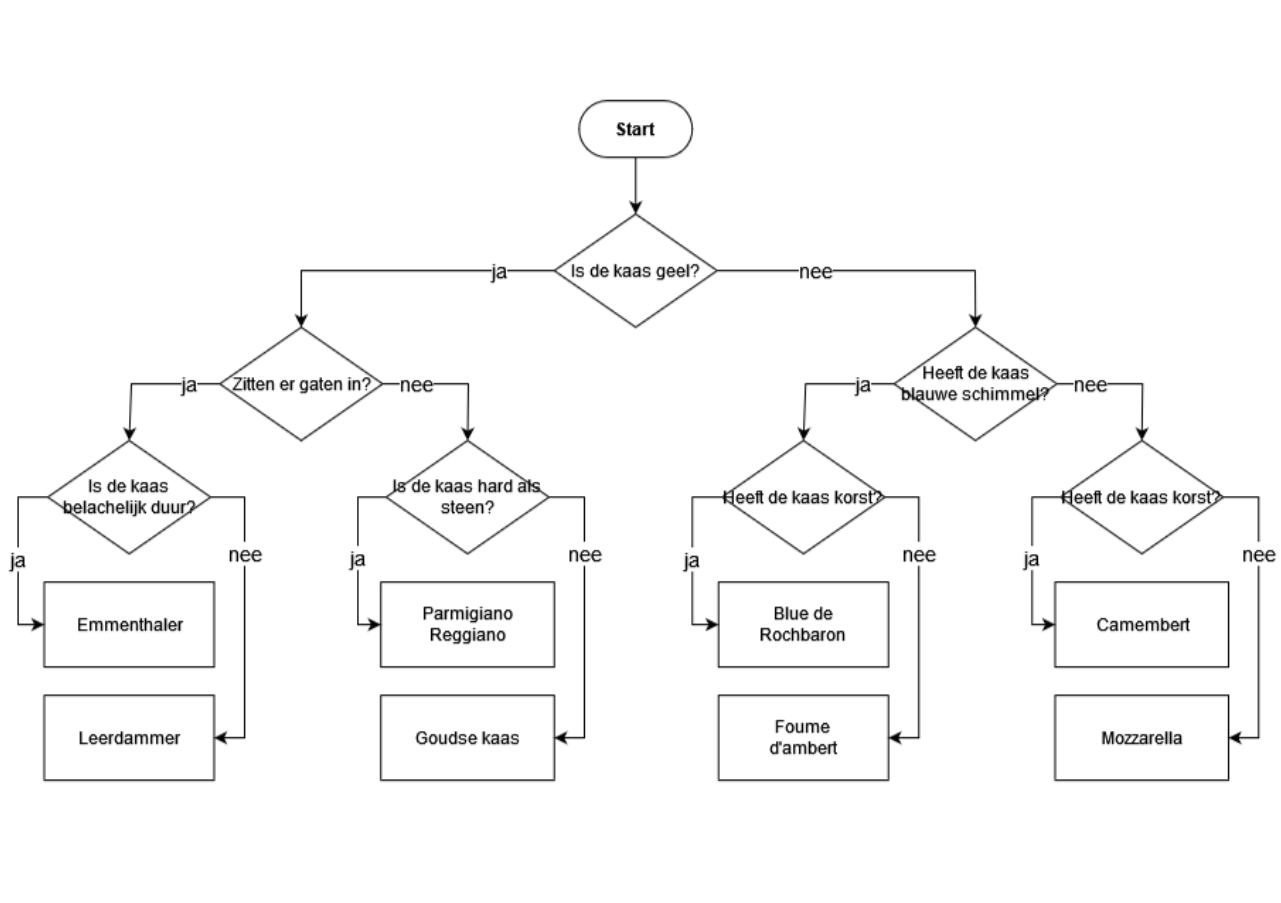 Start
Is de kaas geel?
ja
nee
Zitten er gaten in?
ja
nee
Heeft de kaas
blauwe schimmel?
ja
nee
Is de kaas
belachelijk duur?
ja
nee
Is de kaas hard als
steen?
ja
nee
Heeft de kaas korst?
ja
nee
Heeft de kaas korst?
ja
nee
Emmenthaler
Parmigiano
Reggiano
Blue de
Rochbaron
Camembert
Leerdammer
Goudse kaas
Foume
d'ambert
Mozzarella